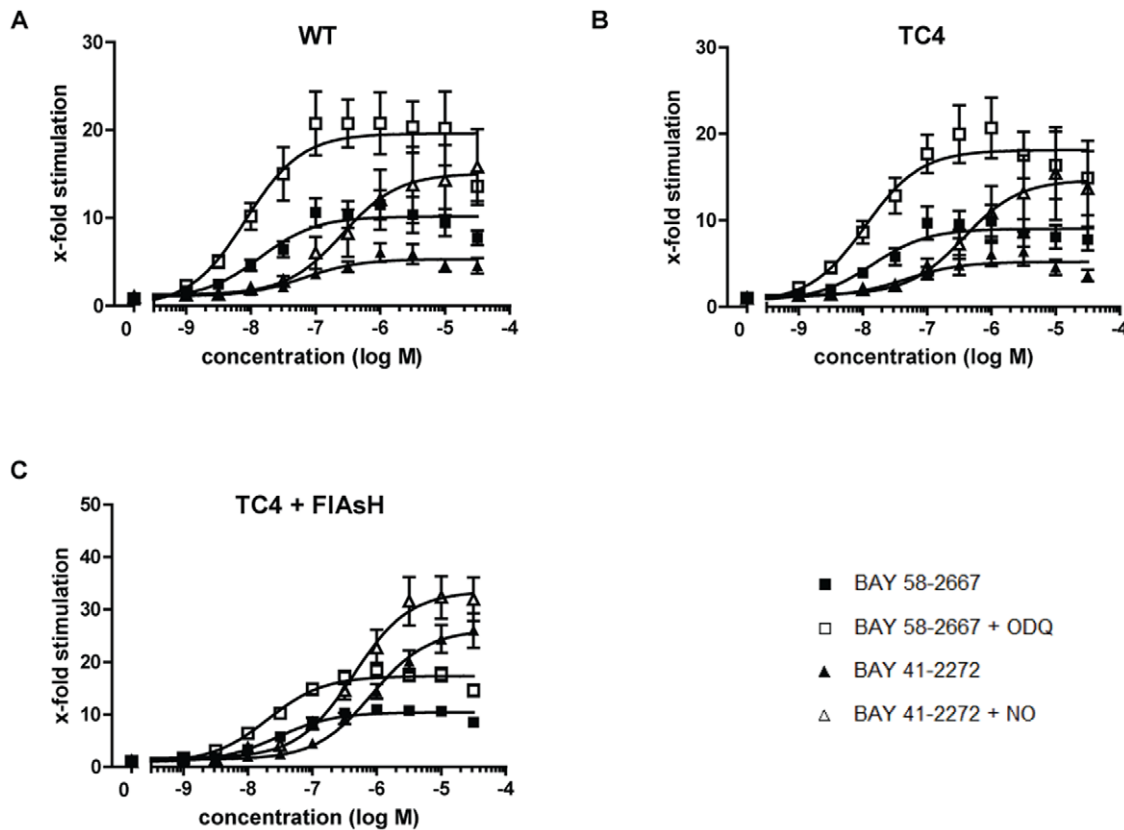 A
WT
30
20
10
0
x-fold stimulation
0 -9 -8 -7 -6 -5 -4
concentration (log M)
B
TC4
30
20
10
0
x-fold stimulation
0 -9 -8 -7 -6 -5 -4
concentration (log M)
C
TC4 + FlAsH
50
40
30
20
10
0
x-fold stimulation
0 -9 -8 -7 -6 -5 -4
concentration (log M)
BAY 58-2667
BAY 58-2667 + ODQ
BAY 41-2272
BAY 41-2272 + NO